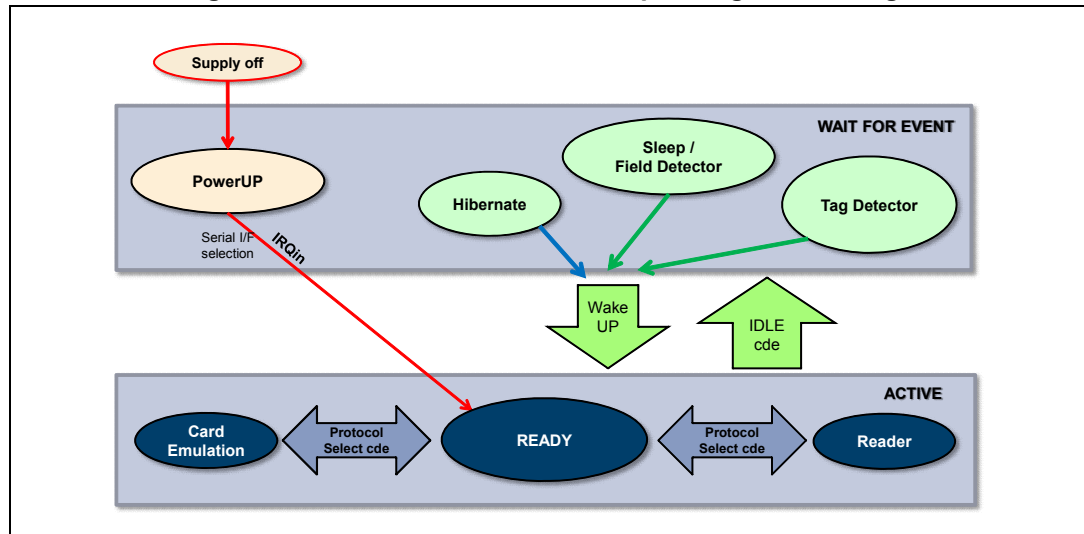 Supply off
WAIT FOR EVENT
PowerUP
Sleep /
Field Detector
Hibernate
Tag Detector
Serial I/F
selection
IRQin
Wake
UP
IDLE
cde
ACTIVE
Card
Emulation
Protocol
Select cde
READY
Protocol
Select cde
Reader